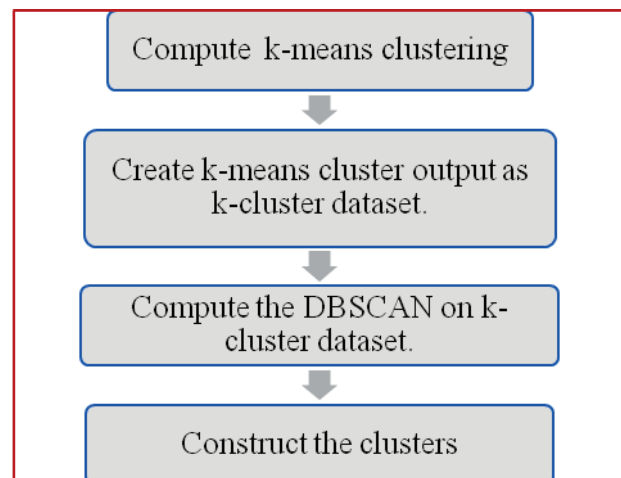 Compute k-means clustering
Create k-means cluster output as
k-cluster dataset.
Compute the DBSCAN on k-
cluster dataset.
Construct the clusters